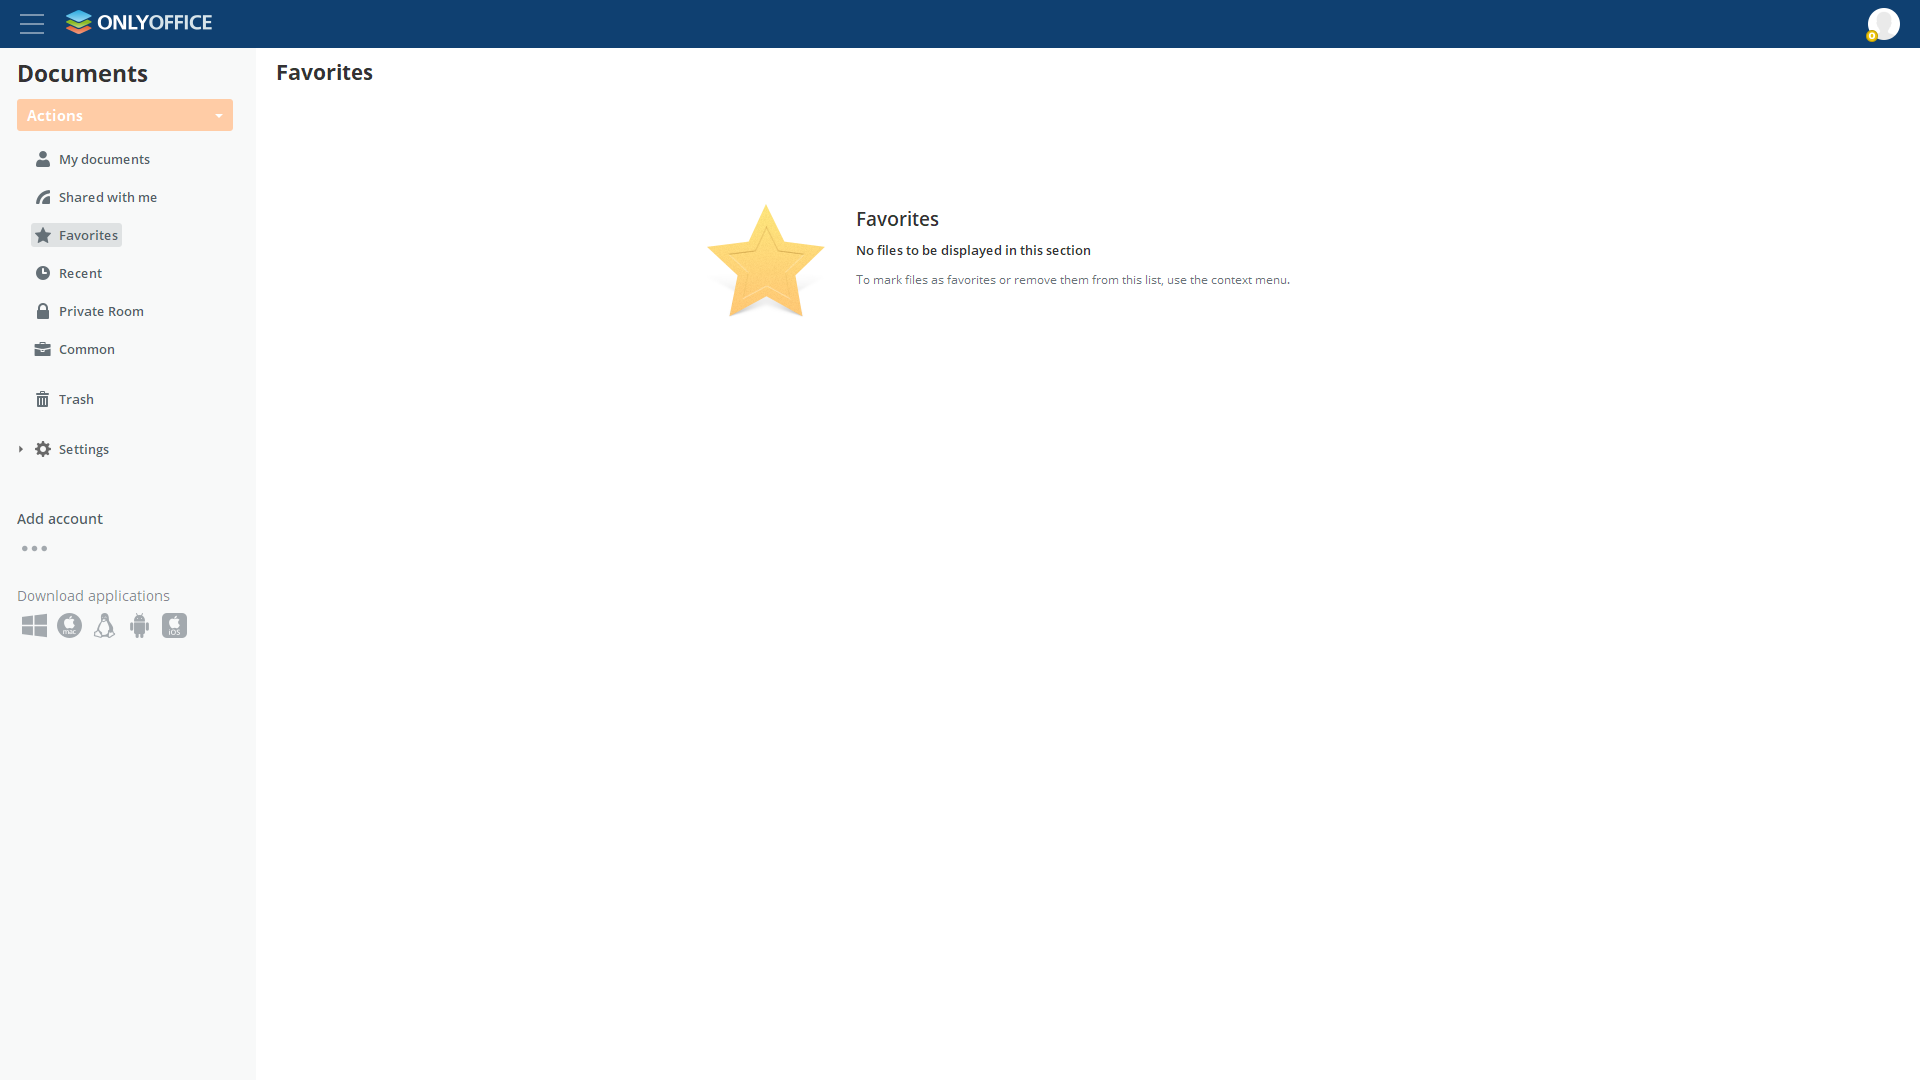 ONLYOFFICE
Documents
Actions
My documents
Shared with me
Favorites
Recent
Private Room
Common
Trash
Settings
Add account
Download applications
mac
iOS
Favorites
Favorites
No files to be displayed in this section
To mark files as favorites or remove them from this list, use the context menu.